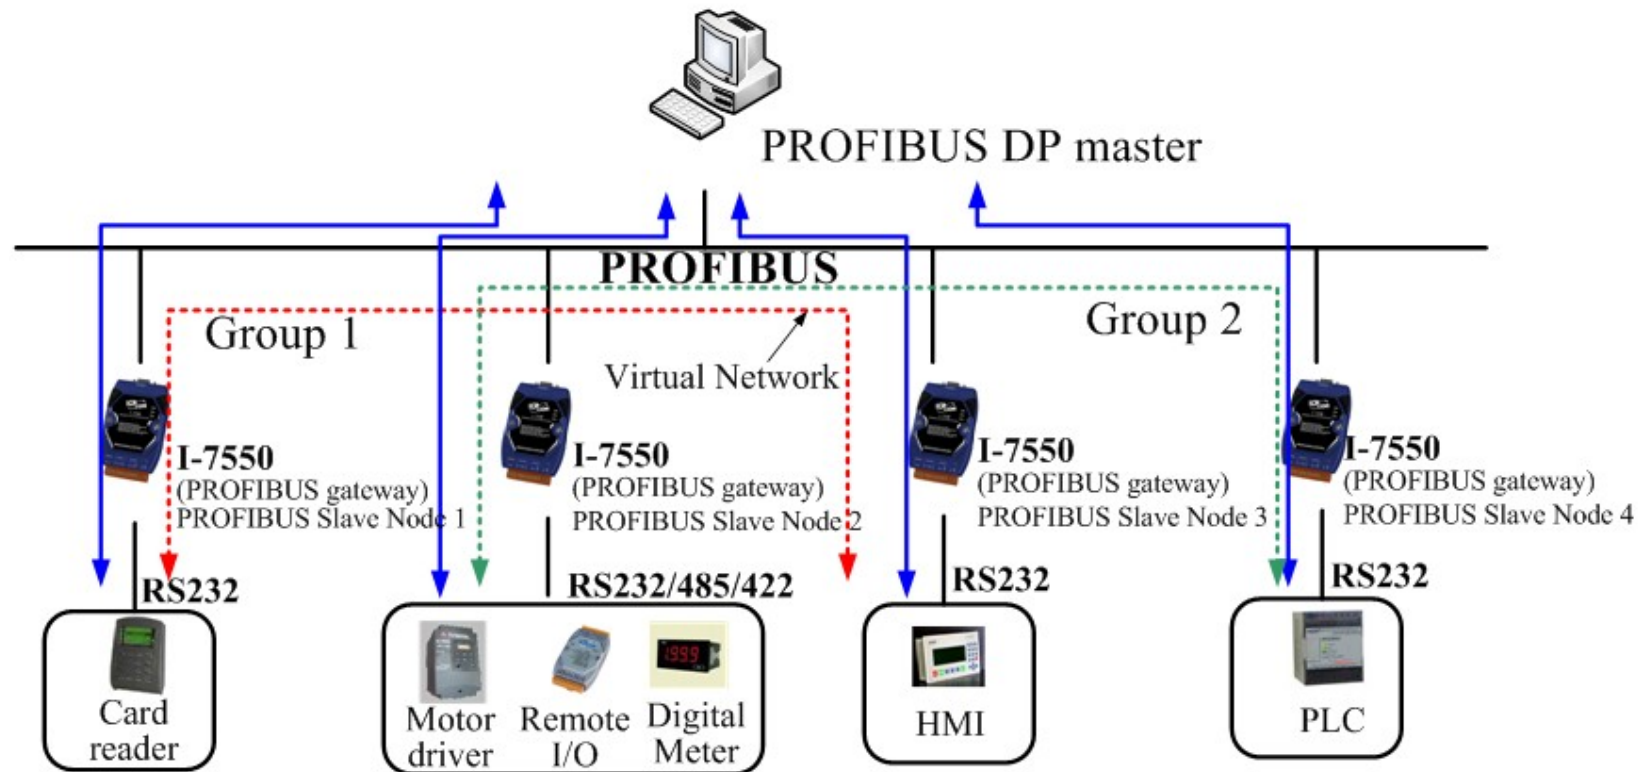 PROFIBUS DP master
PROFIBUS
Group 1
Group 2
Virtual Network
I-7550
(PROFIBUS gateway)
PROFIBUS Slave Node 1
I-7550
(PROFIBUS gateway)
PROFIBUS Slave Node 2
I-7550
(PROFIBUS gateway)
PROFIBUS Slave Node 3
I-7550
(PROFIBUS gateway)
PROFIBUS Slave Node 4
RS232
RS232/485/422
RS232
RS232
1999
Card
reader
Motor
driver
Remote
I/O
Digital
Meter
HMI
PLC